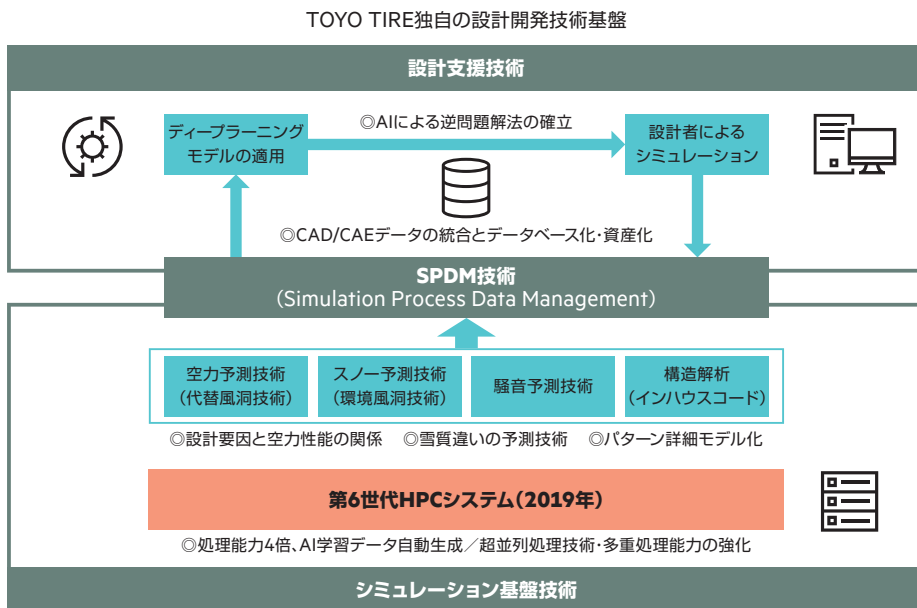 TOYO TIRE独自の設計開発技術基盤
設計支援技術
ディープラーニング
モデルの適用
◎AIによる逆問題解法の確立
設計者による
シミュレーション
◎CAD/CAEデータの統合とデータベース化・資産化
SPDM技術
(Simulation Process Data Management)
空力予測技術
(代替風洞技術)
スノー予測技術
(環境風洞技術)
騒音予測技術
構造解析
(インハウスコード)
◎設計要因と空力性能の関係 ◎雪質違いの予測技術 ◎パターン詳細モデル化
第6世代HPCシステム(2019年)
◎処理能力4倍、AI学習データ自動生成/超並列処理技術・多重処理能力の強化
シミュレーション基盤技術